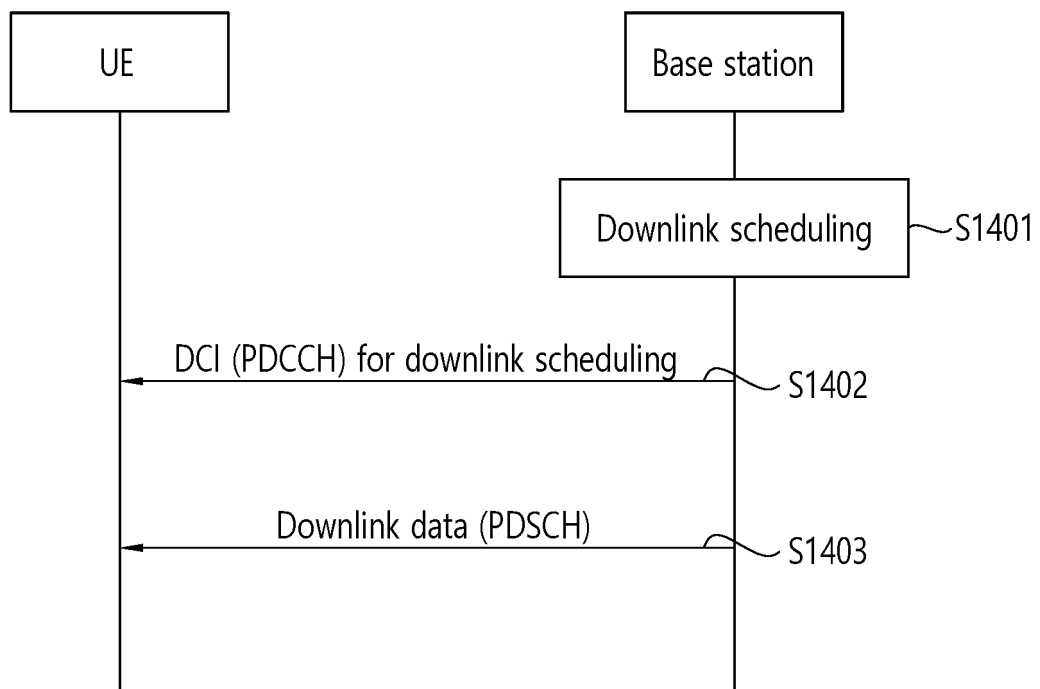 UE
Base station
Downlink scheduling
S1401
DCI (PDCCH) for downlink scheduling
S1402
Downlink data (PDSCH)
S1403